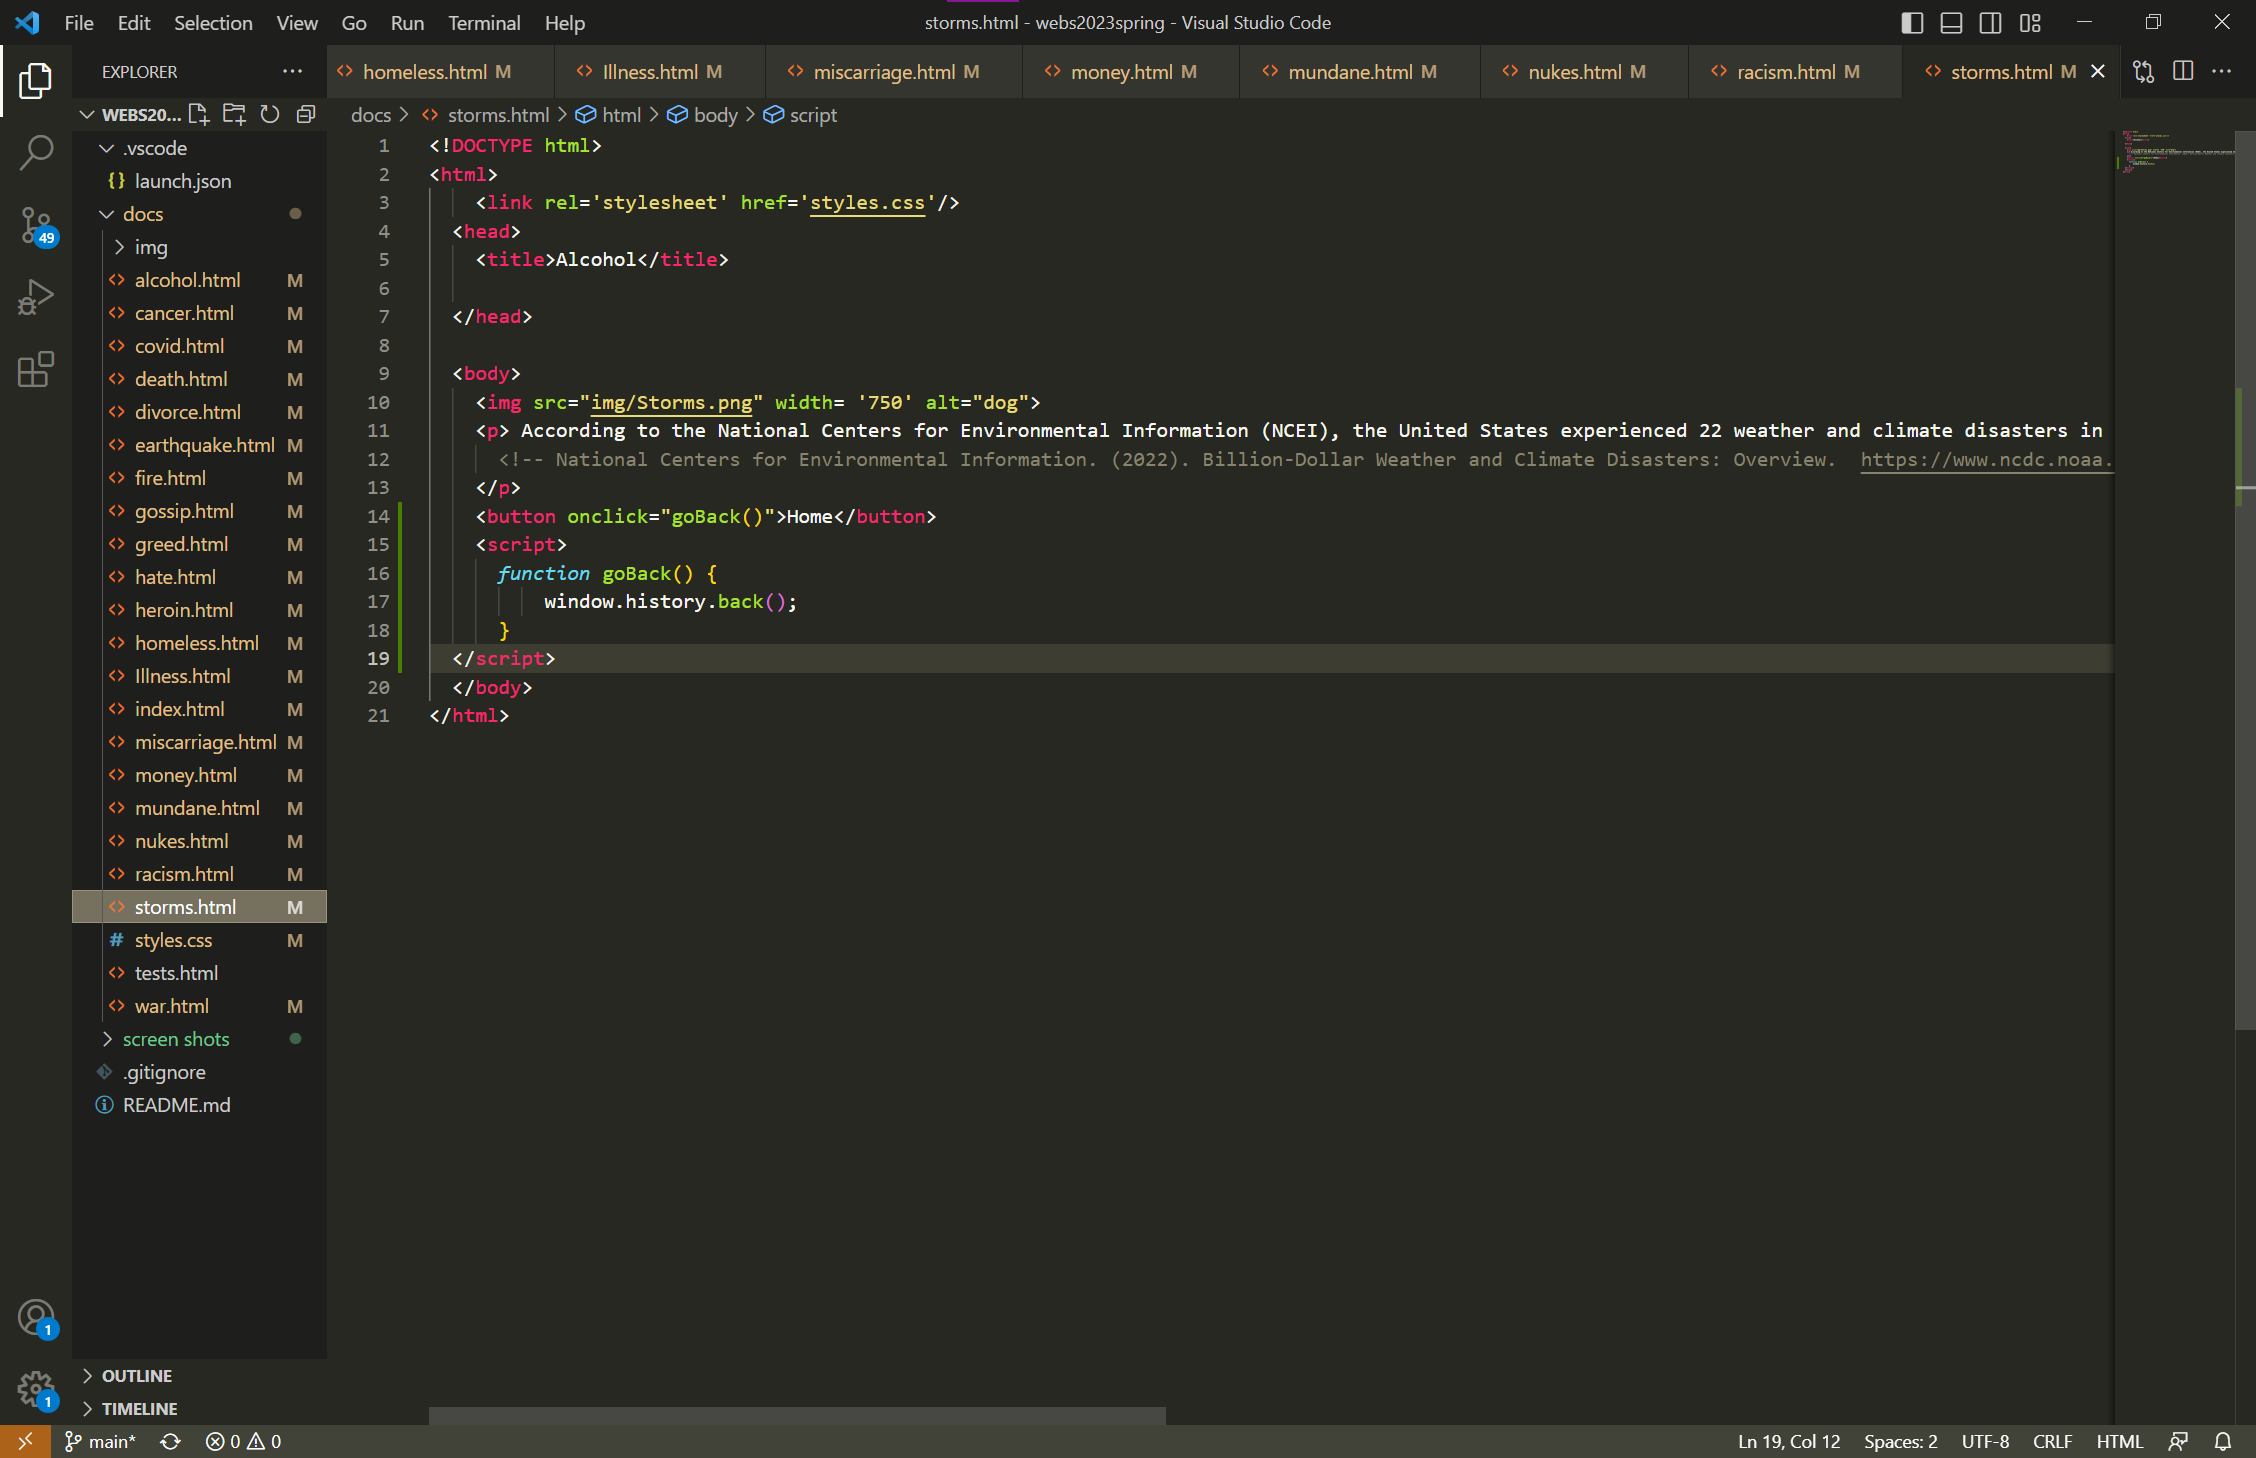 File Edit Selection View Go Run Terminal Help
storms.html - webs2023spring - Visual Studio Code
EXPLORER
homeless.html M
Illness.html M
miscarriage.html M
money.html M
mundane.html M
nukes.html M
racism.html M
storms.html M
WEBS20...
docs > storms.html > html > body > script
.vscode
{} launch.json
docs
img
alcohol.html M
cancer.html M
covid.html M
death.html M
divorce.html M
earthquake.html M
fire.html M
gossip.html M
greed.html M
hate.html M
heroin.html M
homeless.html M
Illness.html M
index.html M
miscarriage.html M
money.html M
mundane.html M
nukes.html M
racism.html M
storms.html M
# styles.css M
tests.html
war.html M
screen shots
.gitignore
README.md
OUTLINE
TIMELINE
49
1
1
1 <!DOCTYPE html>
2 <html>
3 <link rel='stylesheet' href='styles.css'/>
4 <head>
5 <title>Alcohol</title>
6
7 </head>
8
9 <body>
10 <img src="img/Storms.png" width= '750' alt="dog">
11 <p> According to the National Centers for Environmental Information (NCEI), the United States experienced 22 weather and climate disasters in
12 <!-- National Centers for Environmental Information. (2022). Billion-Dollar Weather and Climate Disasters: Overview. https://www.ncdc.noaa.
13 </p>
14 <button onclick="goBack()">Home</button>
15 <script>
16 function goBack() {
17 window.history.back();
18 }
19 </script>
20 </body>
21 </html>
main* 0 0
Ln 19, Col 12 Spaces: 2 UTF-8 CRLF HTML